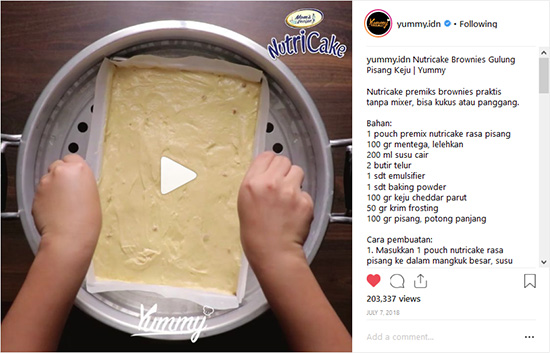 Mom's Recipe
NutriCake
Yummy
Yummy
yummy.idn • Following
yummy.idn Nutricake Brownies Gulung
Pisang Keju | Yummy
Nutricake premiks brownies praktis
tanpa mixer, bisa kukus atau panggang.
Bahan:
1 pouch premix nutricake rasa pisang
100 gr mentega, lelehkan
200 ml susu cair
2 butir telur
1 sdt emulsifier
1 sdt baking powder
100 gr keju cheddar parut
50 gr krim frosting
100 gr pisang, potong panjang
Cara pembuatan:
1. Masukkan 1 pouch nutricake rasa
pisang ke dalam mangkuk besar, susu
203,337 views
JULY 7, 2018
Add a comment...